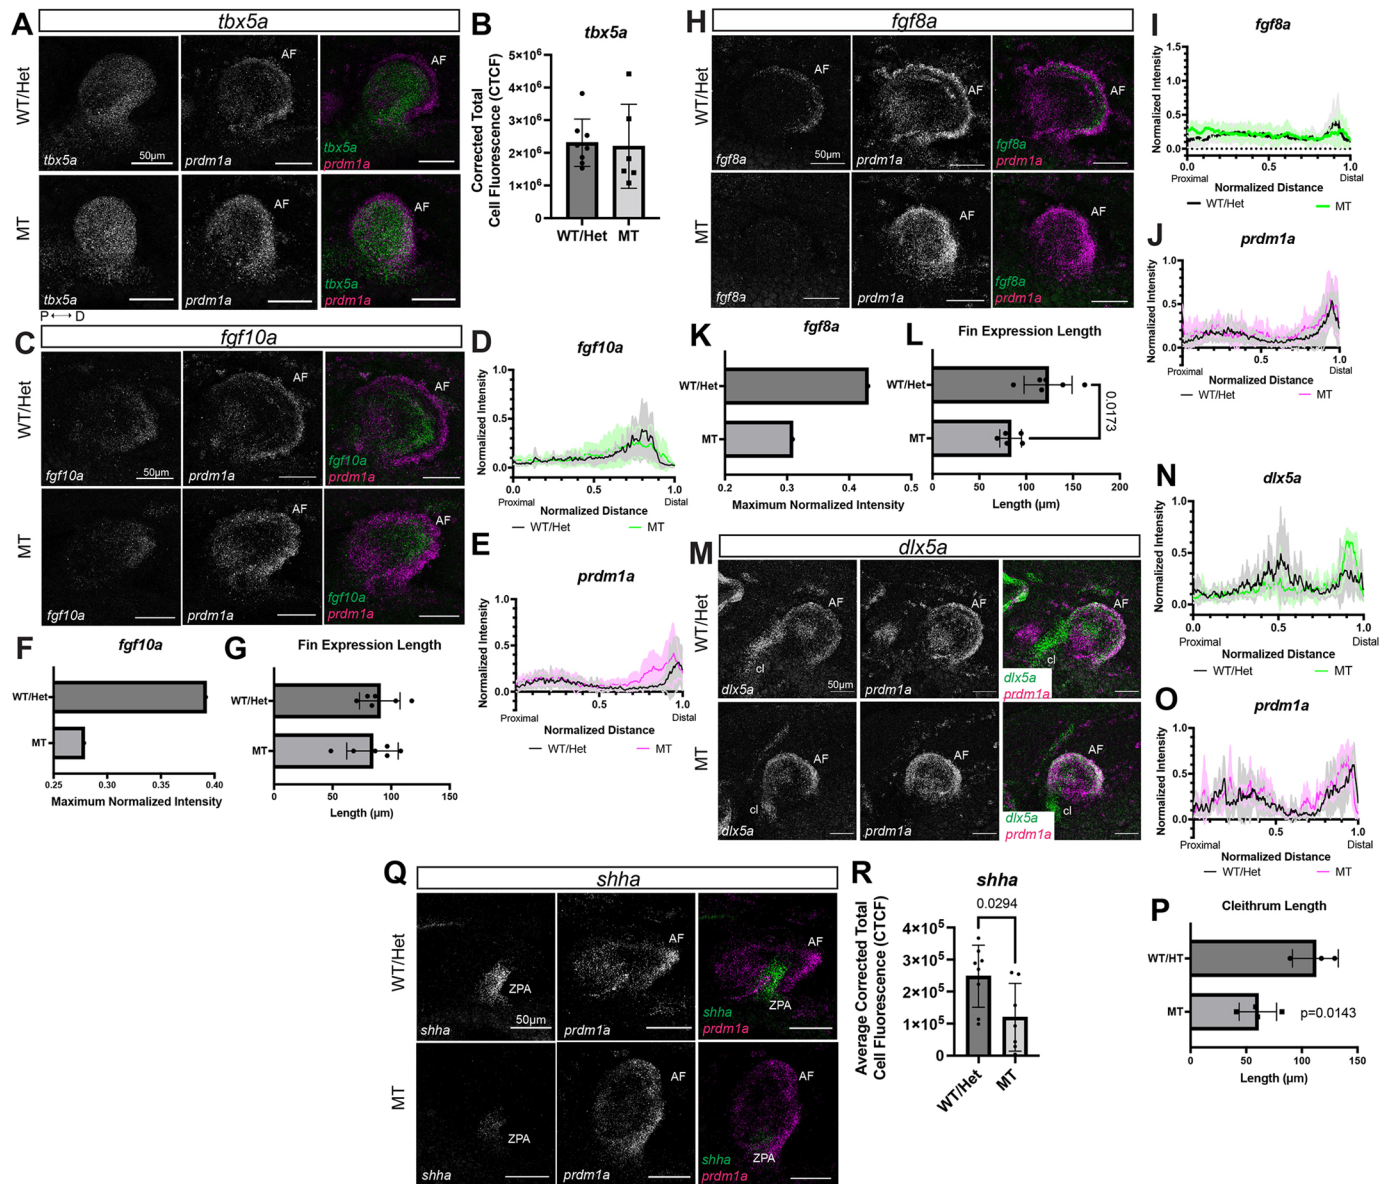 A
tbx5a
WT/Het
tbx5a
50µm
prdm1a
AF
tbx5a
prdm1a
AF
MT
tbx5a
prdm1a
AF
tbx5a
prdm1a
AF
P ⟷ D
B
tbx5a
Corrected Total
Cell Fluorescence (CTCF)
5×10⁶
4×10⁶
3×10⁶
2×10⁶
1×10⁶
0
WT/Het MT
C
fgf10a
WT/Het
fgf10a
50µm
prdm1a
AF
fgf10a
prdm1a
AF
MT
fgf10a
prdm1a
AF
fgf10a
prdm1a
AF
D
fgf10a
Normalized Intensity
1.0
0.5
0.0
0.0 0.5 1.0
Proximal Distal
Normalized Distance
WT/Het MT
E
prdm1a
Normalized Intensity
1.0
0.5
0.0
0.0 0.5 1.0
Proximal Distal
Normalized Distance
WT/Het MT
F
fgf10a
WT/Het
MT
0.25 0.30 0.35 0.40
Maximum Normalized Intensity
G
Fin Expression Length
WT/Het
MT
0 50 100 150
Length (µm)
H
fgf8a
WT/Het
fgf8a
50µm
prdm1a
AF
fgf8a
prdm1a
AF
MT
fgf8a
prdm1a
AF
fgf8a
prdm1a
AF
I
fgf8a
Normalized Intensity
1.5
1.0
0.5
0.0
0.0 0.5 1.0
Proximal Distal
Normalized Distance
WT/Het MT
J
prdm1a
Normalized Intensity
1.0
0.5
0.0
0.0 0.5 1.0
Proximal Distal
Normalized Distance
WT/Het MT
K
fgf8a
WT/Het
MT
0.2 0.3 0.4 0.5
Maximum Normalized Intensity
L
Fin Expression Length
WT/Het
MT
0.0173
0 50 100 150 200
Length (µm)
M
dlx5a
WT/Het
AF
cl
dlx5a
50µm
AF
prdm1a
AF
cl
dlx5a
prdm1a
MT
AF
cl
dlx5a
AF
prdm1a
AF
cl
dlx5a
prdm1a
N
dlx5a
Normalized Intensity
1.0
0.5
0.0
0.0 0.5 1.0
Proximal Distal
Normalized Distance
WT/Het MT
O
prdm1a
Normalized Intensity
1.0
0.5
0.0
0.0 0.5 1.0
Proximal Distal
Normalized Distance
WT/Het MT
P
Cleithrum Length
WT/HT
MT
p=0.0143
0 50 100 150
Length (µm)
Q
shha
WT/Het
ZPA
shha
50µm
AF
prdm1a
AF
ZPA
shha
prdm1a
MT
ZPA
shha
AF
prdm1a
AF
ZPA
shha
prdm1a
R
shha
0.0294
Average Corrected Total
Cell Fluorescence (CTCF)
4×10⁵
3×10⁵
2×10⁵
1×10⁵
0
WT/Het
MT